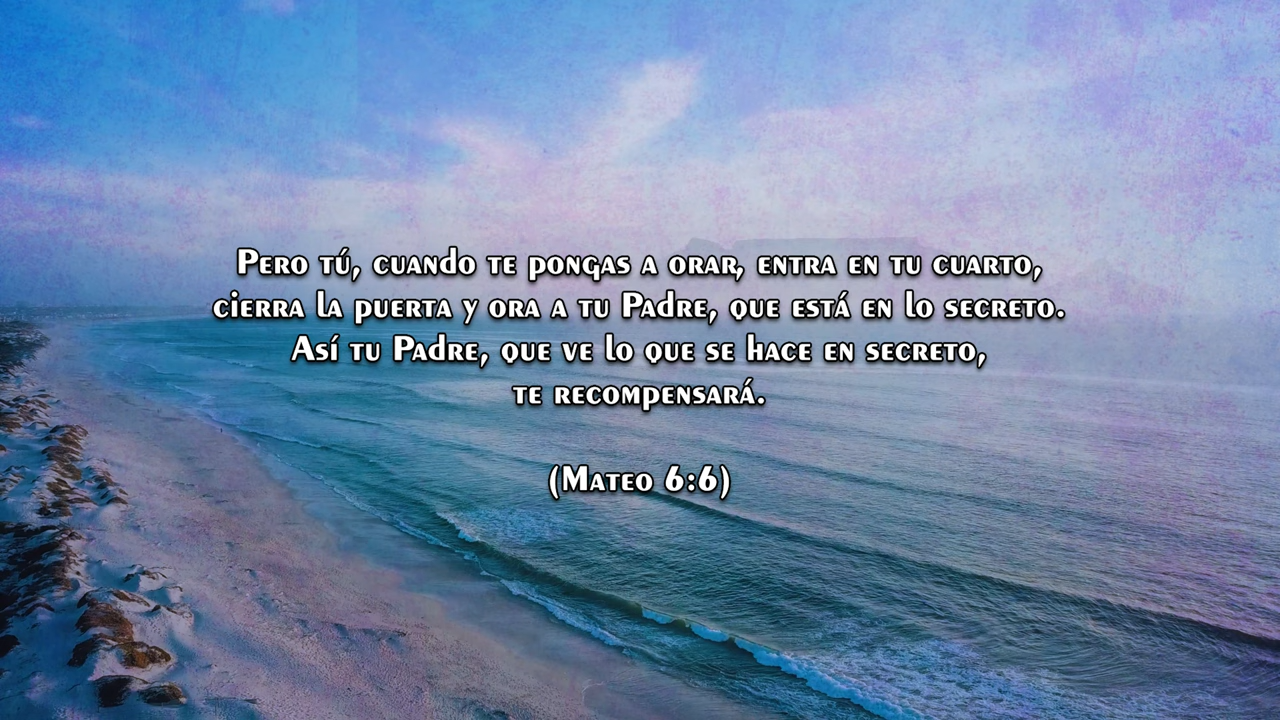 Pero tú, cuando te pongas a orar, entra en tu cuarto,
cierra la puerta y ora a tu Padre, que está en lo secreto.
Así tu Padre, que ve lo que se hace en secreto,
te recompensará.
(Mateo 6:6)